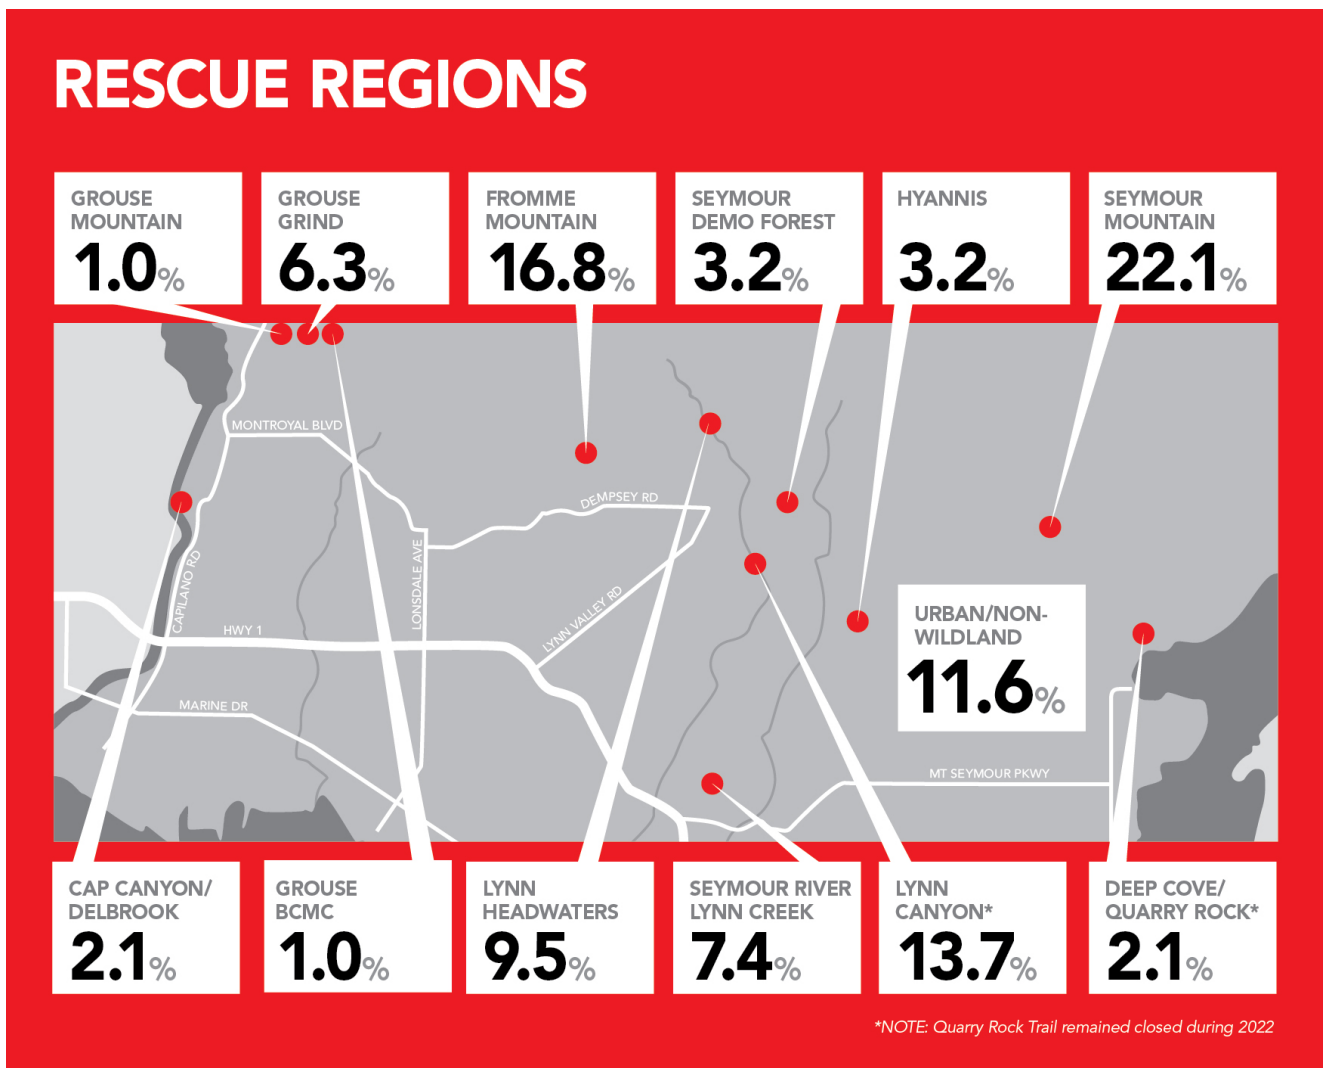 RESCUE REGIONS
GROUSE
MOUNTAIN
1.0%
GROUSE
GRIND
6.3%
FROMME
MOUNTAIN
16.8%
SEYMOUR
DEMO FOREST
3.2%
HYANNIS
3.2%
SEYMOUR
MOUNTAIN
22.1%
MONTROYAL BLVD
DEMPSEY RD
CAPILANO RD
LONSDALE AVE
LYNN VALLEY RD
HWY 1
MARINE DR
URBAN/NON-
WILDLAND
11.6%
MT SEYMOUR PKWY
CAP CANYON/
DELBROOK
2.1%
GROUSE
BCMC
1.0%
LYNN
HEADWATERS
9.5%
SEYMOUR RIVER
LYNN CREEK
7.4%
LYNN
CANYON*
13.7%
DEEP COVE/
QUARRY ROCK*
2.1%
*NOTE: Quarry Rock Trail remained closed during 2022